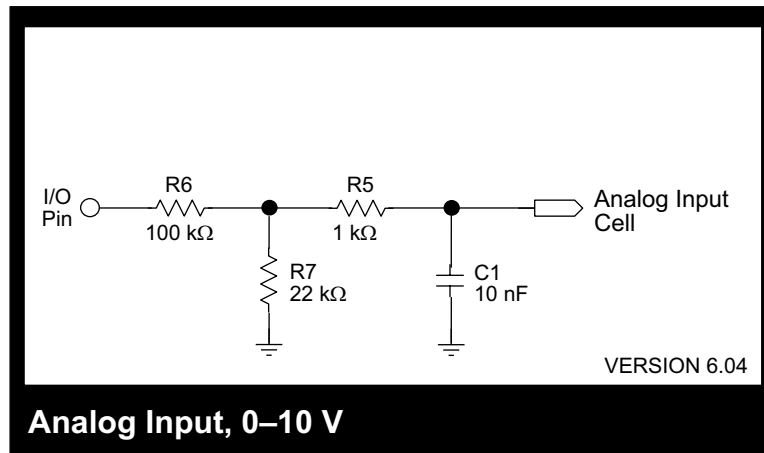 I/O
Pin
R6
100 kΩ
R5
1 kΩ
R7
22 kΩ
C1
10 nF
Analog Input
Cell
VERSION 6.04
Analog Input, 0–10 V